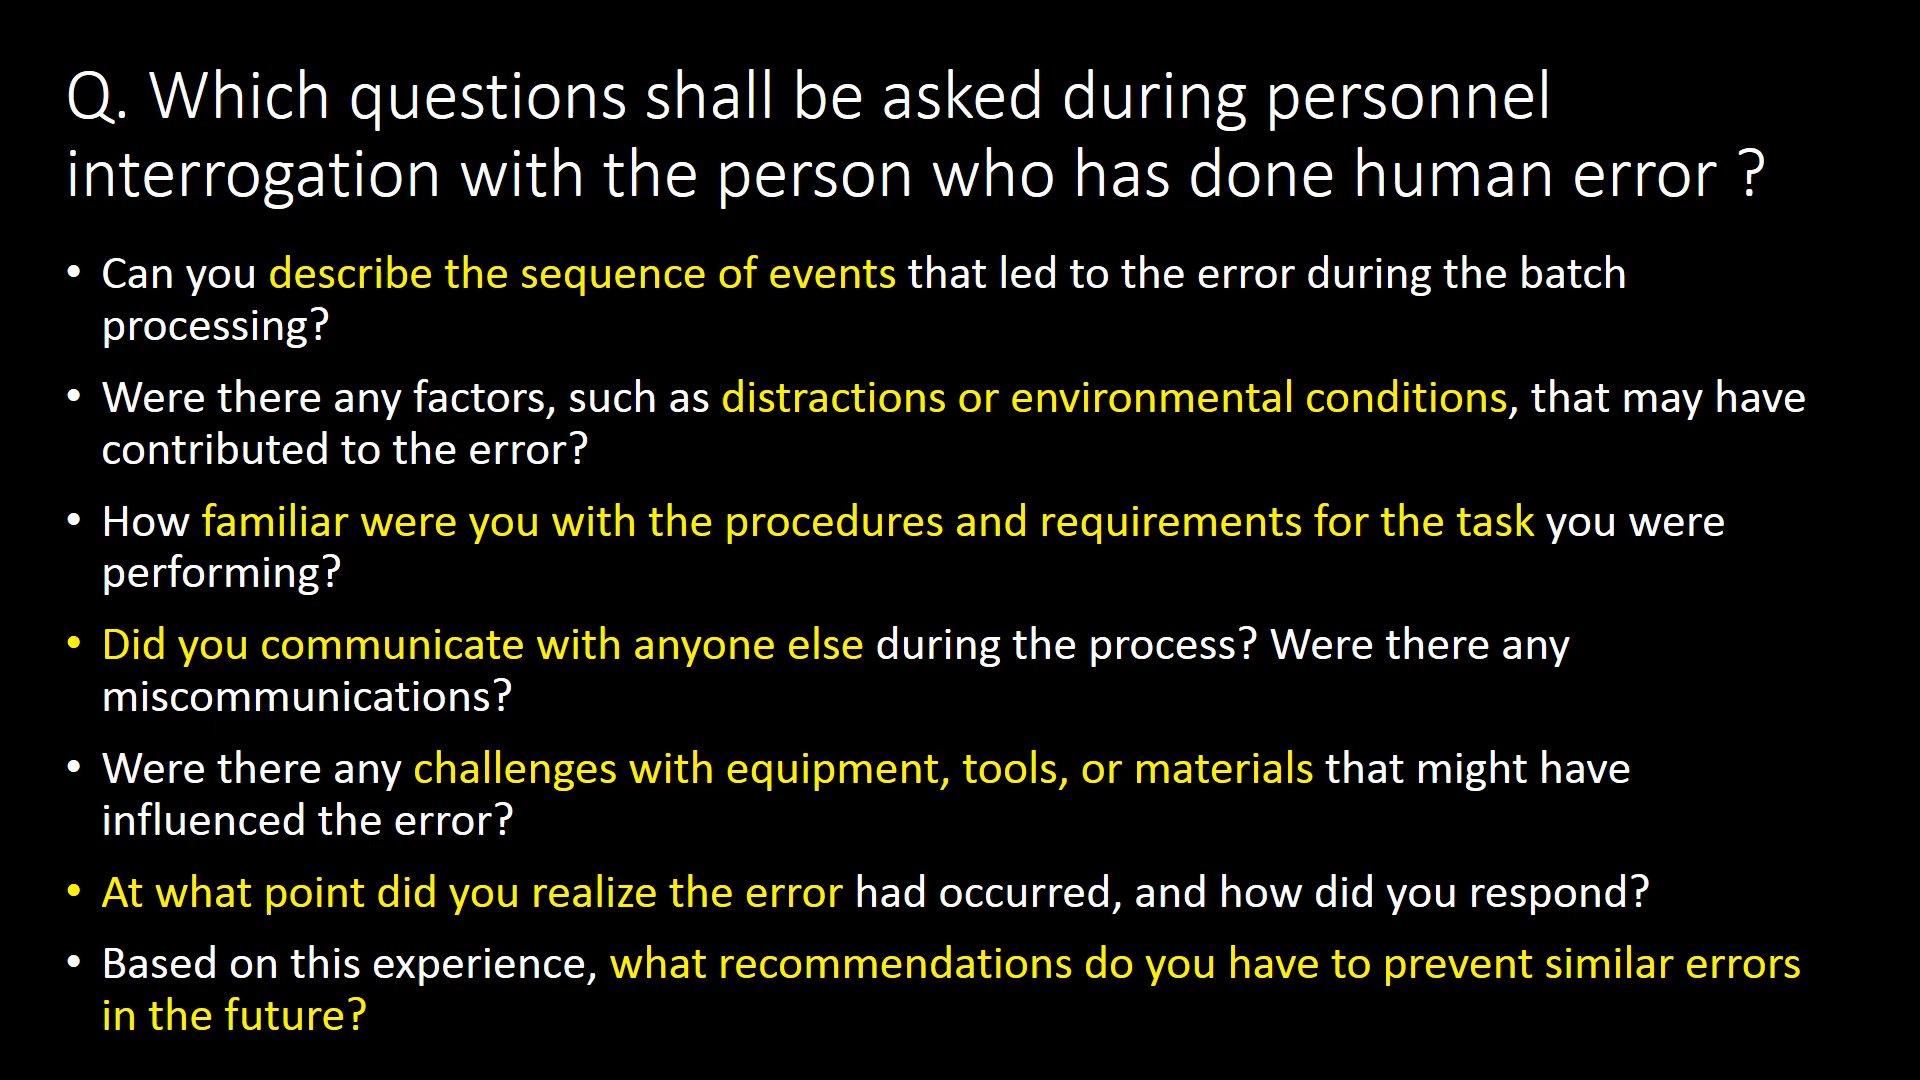 Q. Which questions shall be asked during personnel
interrogation with the person who has done human error ?
• Can you describe the sequence of events that led to the error during the batch
processing?
• Were there any factors, such as distractions or environmental conditions, that may have
contributed to the error?
• How familiar were you with the procedures and requirements for the task you were
performing?
• Did you communicate with anyone else during the process? Were there any
miscommunications?
• Were there any challenges with equipment, tools, or materials that might have
influenced the error?
• At what point did you realize the error had occurred, and how did you respond?
• Based on this experience, what recommendations do you have to prevent similar errors
in the future?